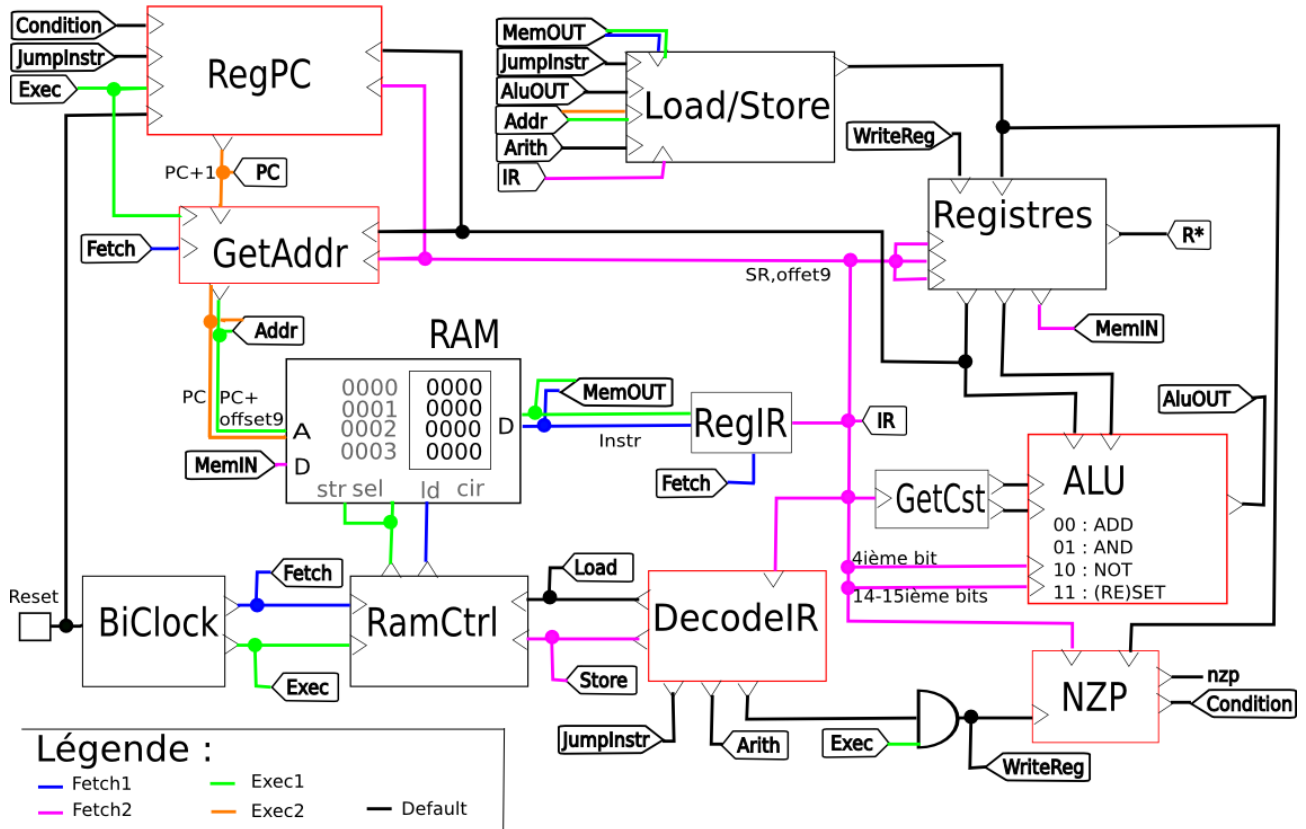 Condition
JumpInstr
Exec
RegPC
PC+1
PC
Fetch
GetAddr
Addr
PC
PC+
offset9
MemOUT
JumpInstr
AluOUT
Addr
Arith
IR
Load/Store
WriteReg
Registres
R*
SR,offet9
MemIN
RAM
0000 0000
0001 0000
0002 0000
0003 0000
A
D
D
str sel ld cir
MemIN
MemOUT
Instr
RegIR
Fetch
IR
AluOUT
GetCst
ALU
00 : ADD
01 : AND
10 : NOT
11 : (RE)SET
4ième bit
14-15ième bits
Reset
BiClock
Fetch
Exec
RamCtrl
Load
Store
DecodeIR
JumpInstr
Arith
Exec
WriteReg
NZP
nzp
Condition
Légende :
Fetch1
Exec1
Fetch2
Exec2
Default